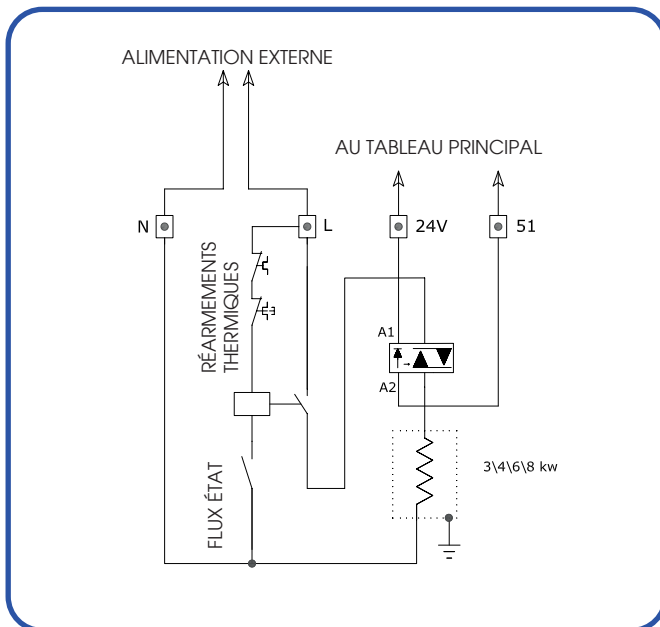 ALIMENTATION EXTERNE
AU TABLEAU PRINCIPAL
N
L
24V
51
RÉARMEMENTS
THERMIQUES
A1
A2
3\4\6\8 kw
FLUX ÉTAT